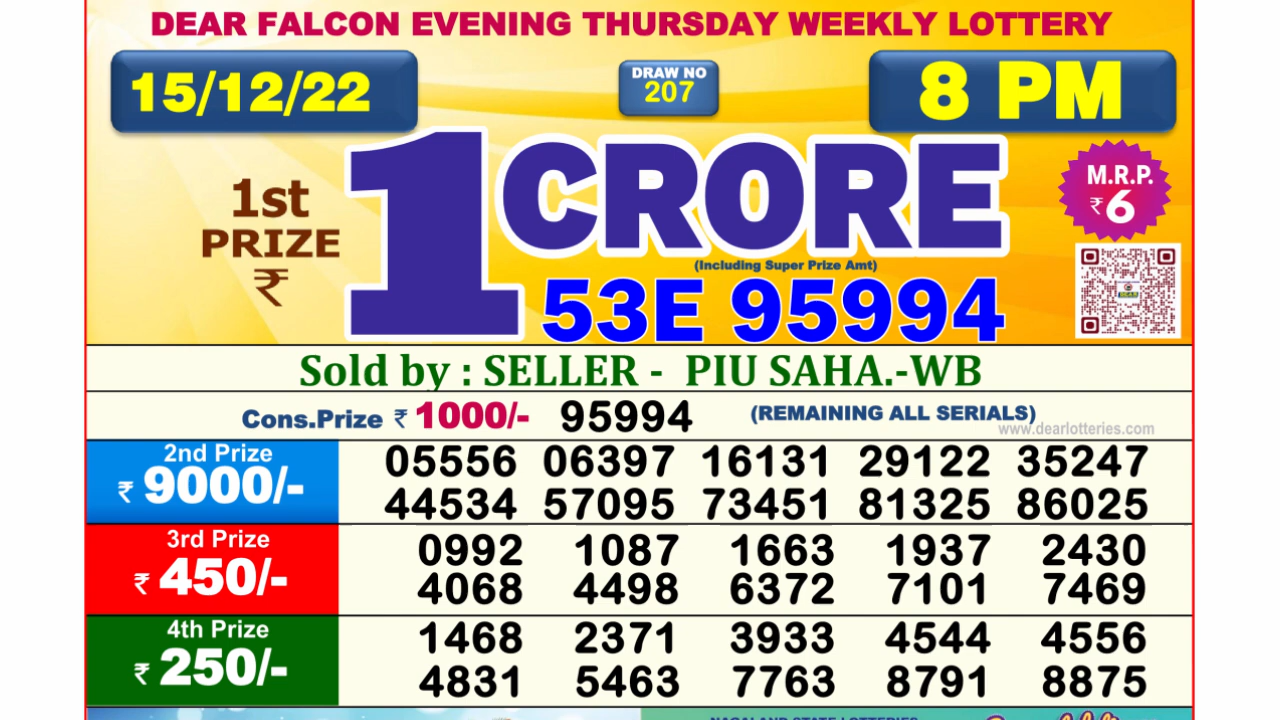 DEAR FALCON EVENING THURSDAY WEEKLY LOTTERY
15/12/22
DRAW NO
207
8 PM
1st
PRIZE
₹
1 CRORE
(Including Super Prize Amt)
53E 95994
M.R.P.
₹ 6
Sold by : SELLER - PIU SAHA.-WB
Cons.Prize ₹ 1000/- 95994 (REMAINING ALL SERIALS)
www.dearlotteries.com
2nd Prize
₹ 9000/-
05556 06397 16131 29122 35247
44534 57095 73451 81325 86025
3rd Prize
₹ 450/-
0992 1087 1663 1937 2430
4068 4498 6372 7101 7469
4th Prize
₹ 250/-
1468 2371 3933 4544 4556
4831 5463 7763 8791 8875
NAGALAND STATE LOTTERIES